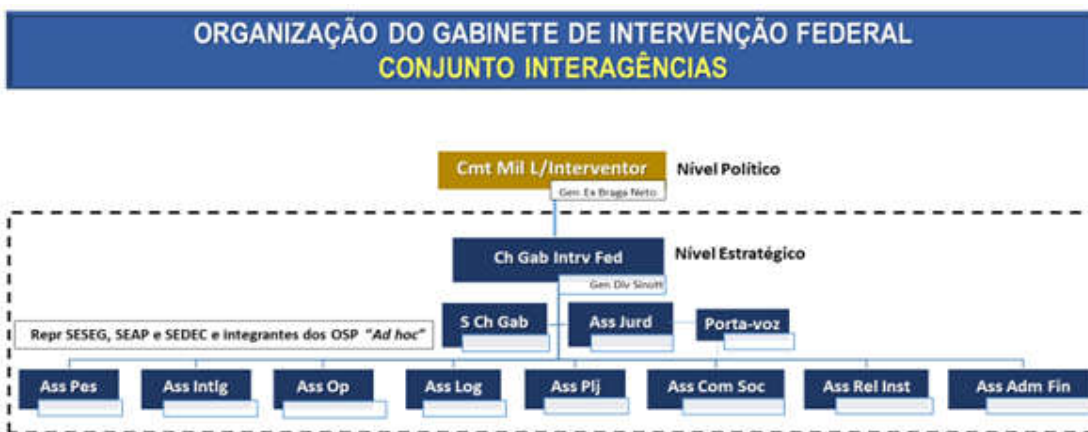 ORGANIZAÇÃO DO GABINETE DE INTERVENÇÃO FEDERAL
CONJUNTO INTERAGÊNCIAS
Cmt Mil L/Interventor
Nível Político
Gen Ex Braga Neto
Ch Gab Intrv Fed
Nível Estratégico
Gen Div Sinott
S Ch Gab
Ass Jurd
Porta-voz
Repr SESEG, SEAP e SEDEC e integrantes dos OSP "Ad hoc"
Ass Pes
Ass Intlg
Ass Op
Ass Log
Ass Plj
Ass Com Soc
Ass Rel Inst
Ass Adm Fin